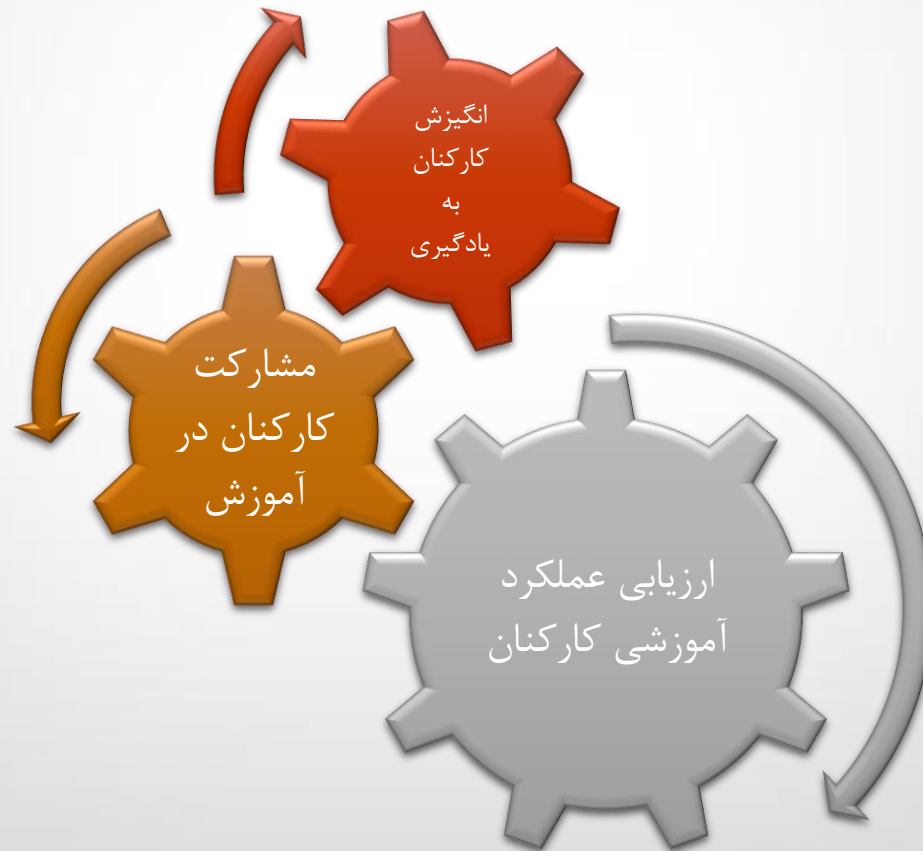 انگیزش
کارکنان
به
یادگیری
مشارکت
کارکنان در
آموزش
ارزیابی عملکرد
آموزشی کارکنان